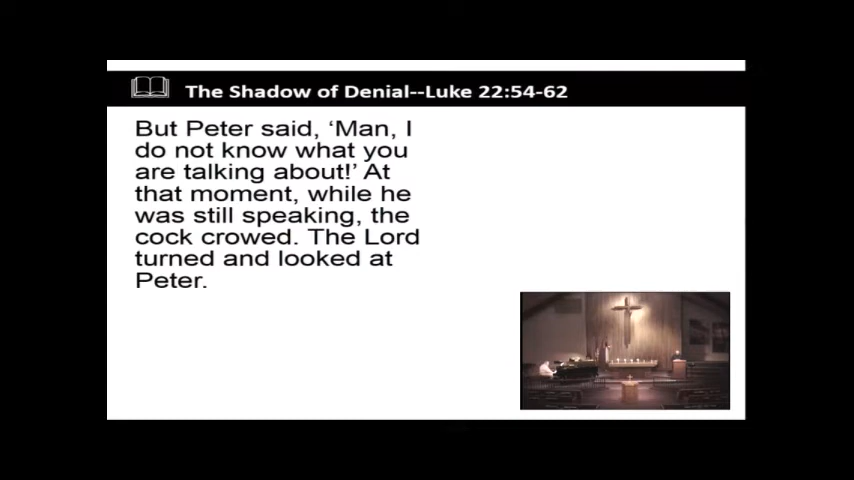 The Shadow of Denial--Luke 22:54-62
But Peter said, ‘Man, I
do not know what you
are talking about!’ At
that moment, while he
was still speaking, the
cock crowed. The Lord
turned and looked at
Peter.